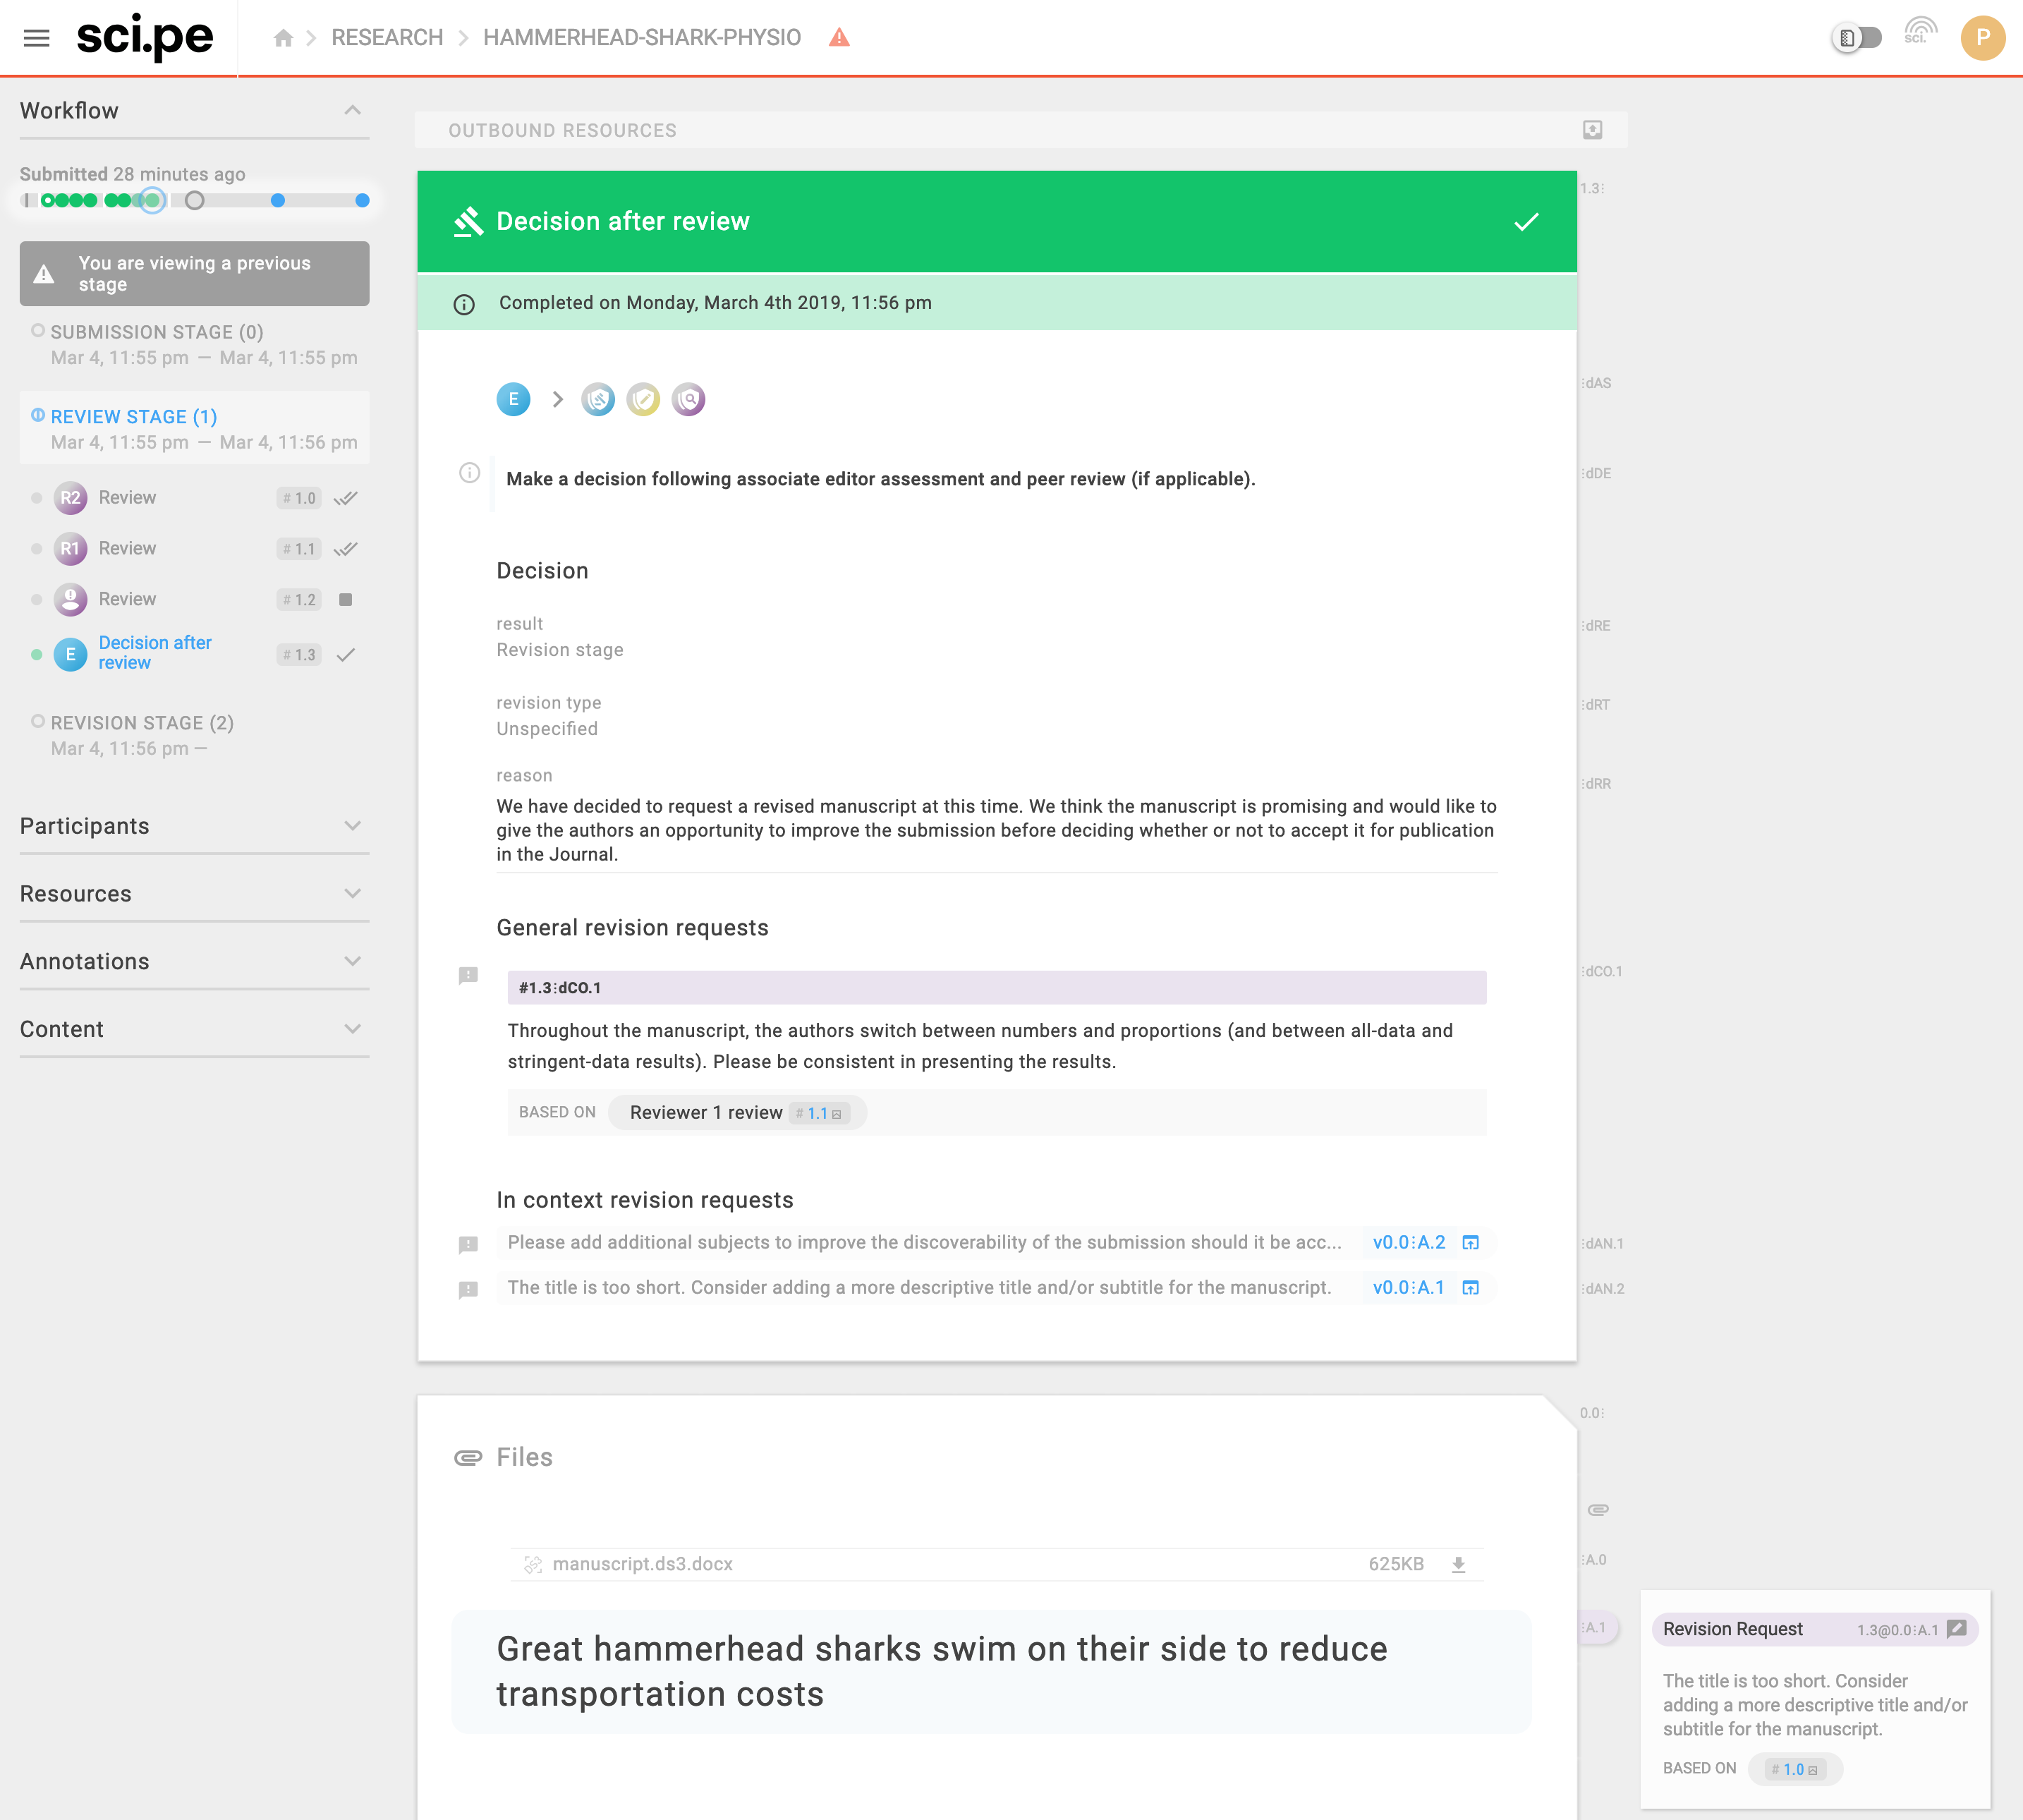 sci.pe
RESEARCH
HAMMERHEAD-SHARK-PHYSIO
sci.
P
Workflow
Submitted 28 minutes ago
You are viewing a previous
stage
SUBMISSION STAGE (0)
Mar 4, 11:55 pm — Mar 4, 11:55 pm
REVIEW STAGE (1)
Mar 4, 11:55 pm — Mar 4, 11:56 pm
R2 Review # 1.0
R1 Review # 1.1
Review # 1.2
E Decision after
review # 1.3
REVISION STAGE (2)
Mar 4, 11:56 pm —
Participants
Resources
Annotations
Content
OUTBOUND RESOURCES
1.3⁝
Decision after review
Completed on Monday, March 4th 2019, 11:56 pm
⁝dAS
E
⁝dDE
Make a decision following associate editor assessment and peer review (if applicable).
Decision
⁝dRE
result
Revision stage
⁝dRT
revision type
Unspecified
⁝dRR
reason
We have decided to request a revised manuscript at this time. We think the manuscript is promising and would like to
give the authors an opportunity to improve the submission before deciding whether or not to accept it for publication
in the Journal.
General revision requests
⁝dCO.1
#1.3⁝dCO.1
Throughout the manuscript, the authors switch between numbers and proportions (and between all-data and
stringent-data results). Please be consistent in presenting the results.
BASED ON Reviewer 1 review # 1.1
In context revision requests
Please add additional subjects to improve the discoverability of the submission should it be acc... v0.0⁝A.2
⁝dAN.1
The title is too short. Consider adding a more descriptive title and/or subtitle for the manuscript. v0.0⁝A.1
⁝dAN.2
0.0⁝
Files
manuscript.ds3.docx 625KB
⁝A.0
⁝A.1
Great hammerhead sharks swim on their side to reduce
transportation costs
Revision Request 1.3@0.0⁝A.1
The title is too short. Consider
adding a more descriptive title and/or
subtitle for the manuscript.
BASED ON # 1.0